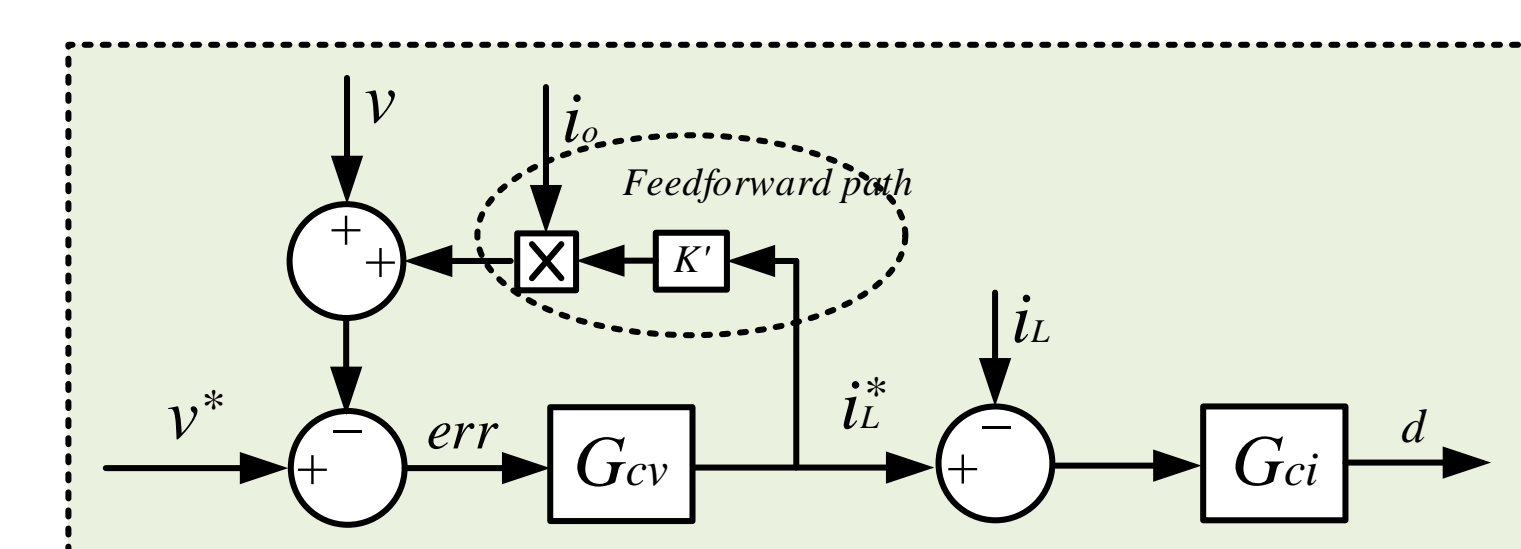 v
i_o
Feedforward path
+
+
×
K'
i_L
v*
−
+
err
G_cv
i_L*
−
+
G_ci
d